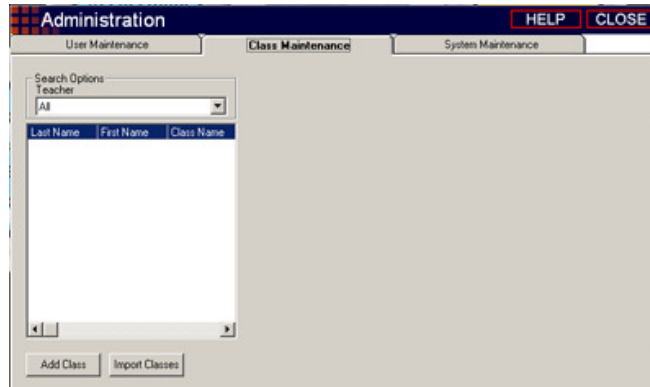 Administration HELP CLOSE
User Maintenance Class Maintenance System Maintenance
Search Options
Teacher
All
Last Name First Name Class Name
Add Class Import Classes